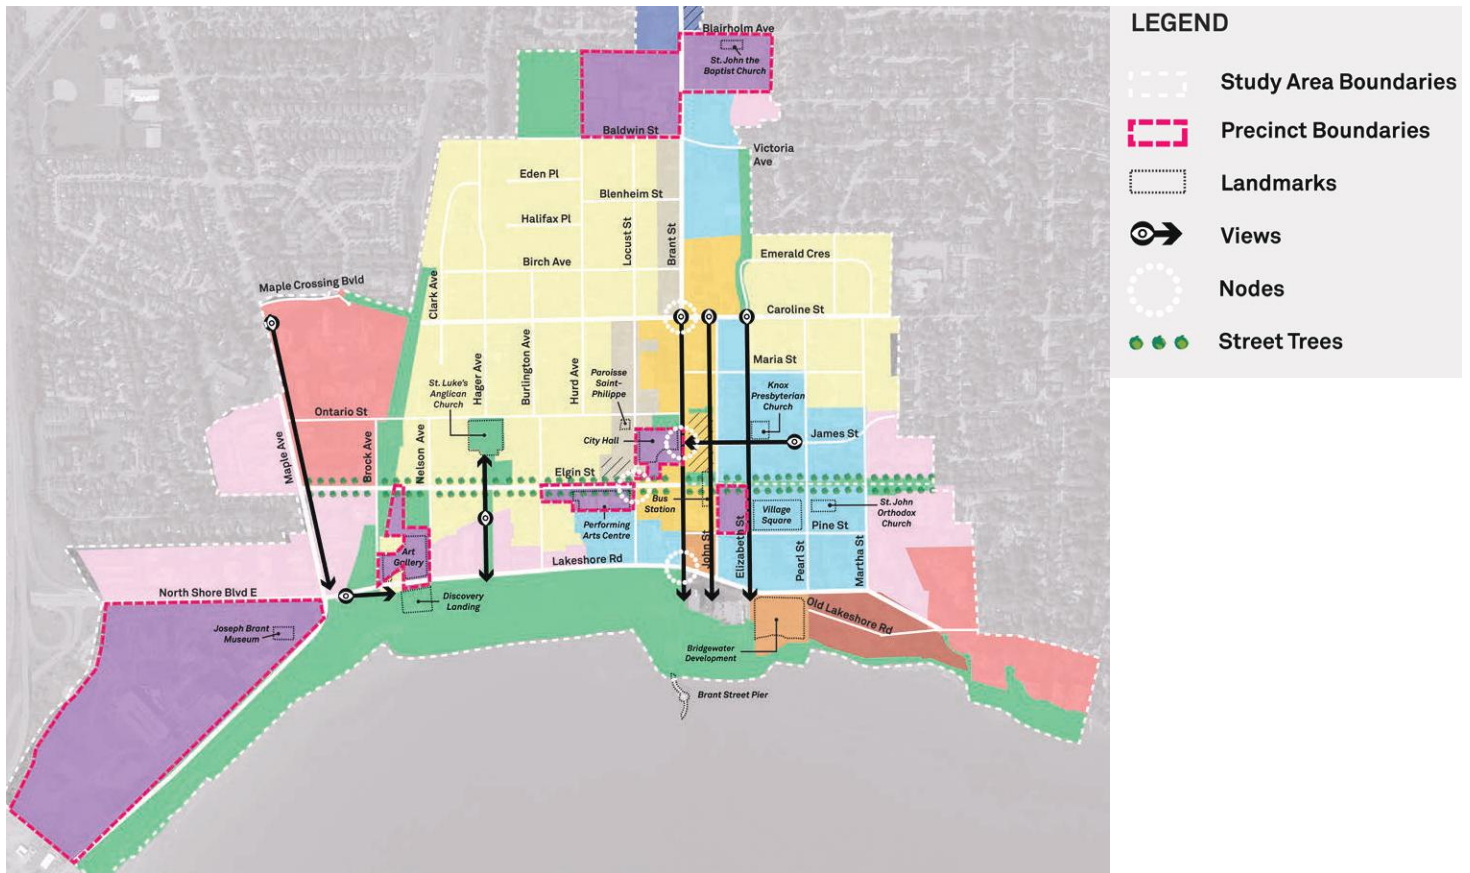 Blairholm Ave
St. John the
Baptist Church
Baldwin St
Victoria
Ave
Eden Pl
Blenheim St
Halifax Pl
Locust St
Brant St
Birch Ave
Emerald Cres
Clark Ave
Maple Crossing Bvld
Caroline St
Maria St
Hager Ave
Burlington Ave
Hurd Ave
Paroisse
Saint-
Philippe
St. Luke's
Anglican
Church
Knox
Presbyterian
Church
Ontario St
Maple Ave
Brock Ave
Nelson Ave
City Hall
James St
Elgin St
Bus
Station
Performing
Arts Centre
Village
Square
St. John
Orthodox
Church
Pine St
John St
Elizabeth St
Pearl St
Martha St
Art
Gallery
Lakeshore Rd
North Shore Blvd E
Discovery
Landing
Joseph Brant
Museum
Old Lakeshore Rd
Bridgewater
Development
Brant Street Pier
LEGEND
Study Area Boundaries
Precinct Boundaries
Landmarks
Views
Nodes
Street Trees